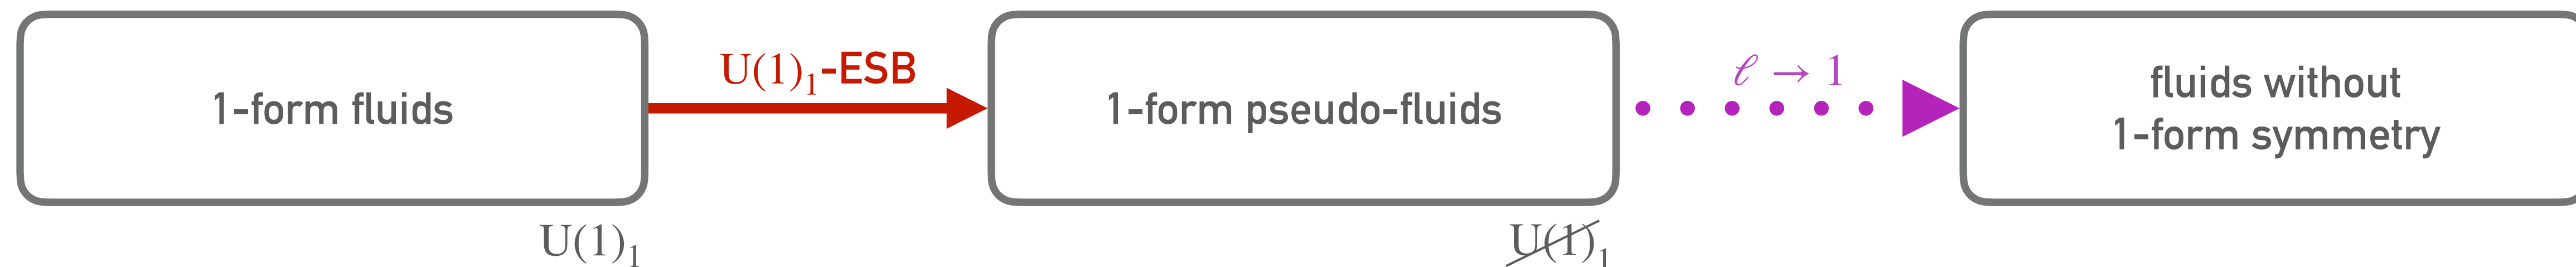 1-form fluids
U(1)₁-ESB
1-form pseudo-fluids
ℓ → 1
fluids without
1-form symmetry
U(1)₁
U(1)₁